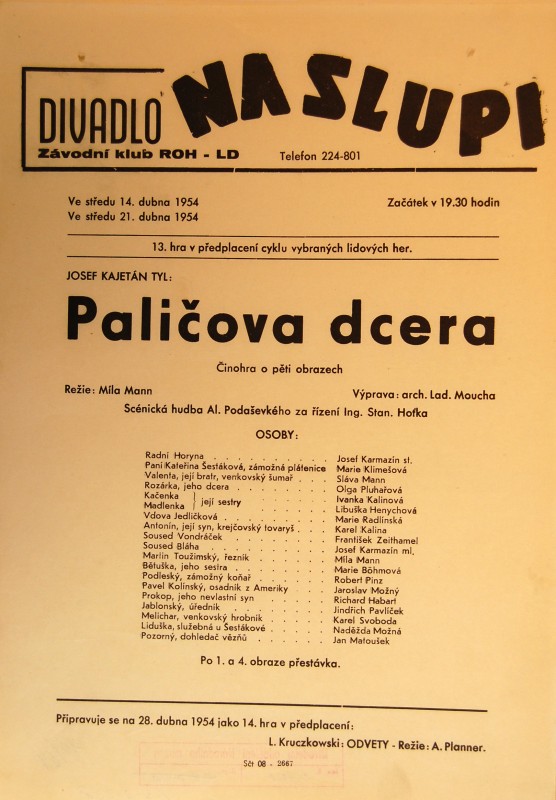 DIVADLO NA SLUPI
Závodní klub ROH - LD Telefon 224-801
Ve středu 14. dubna 1954 Začátek v 19.30 hodin
Ve středu 21. dubna 1954
13. hra v předplacení cyklu vybraných lidových her.
JOSEF KAJETÁN TYL:
Paličova dcera
Činohra o pěti obrazech
Režie: Míla Mann Výprava: arch. Lad. Moucha
Scénická hudba Al. Podaševkého za řízení Ing. Stan. Hofka
OSOBY:
Radní Horyna . . . . . . . . . Josef Karmazín st.
Paní Kateřina Šestáková, zámožná plátenice Marie Klimešová
Valenta, její bratr, venkovský šumař . . . Sláva Mann
Rozárka, jeho dcera . . . . . . . Olga Pluhařová
Kačenka } její sestry . . . . . . Ivanka Kalinová
Madlenka Libuška Henychová
Vdova Jedličková . . . . . . . . Marie Radlínská
Antonín, její syn, krejčovský tovaryš . . . Karel Kalina
Soused Vondráček . . . . . . . František Zeithamel
Soused Bláha . . . . . . . . . Josef Karmazín ml.
Martin Toužimský, řezník . . . . . Míla Mann
Bětuška, jeho sestra . . . . . . Marie Böhmová
Podleský, zámožný koňař . . . . . Robert Pinz
Pavel Kolínský, osadník z Ameriky . . . Jaroslav Možný
Prokop, jeho nevlastní syn . . . . . Richard Habart
Jablonský, úředník . . . . . . . Jindřich Pavlíček
Melichar, venkovský hrobník . . . . Karel Svoboda
Liduška, služebná u Šestákové . . . . . Naděžda Možná
Pozorný, dohledač vězňů . . . . . Jan Matoušek
Po 1. a 4. obraze přestávka.
Připravuje se na 28. dubna 1954 jako 14. hra v předplacení:
L. Kruczkowski: ODVETY - Režie: A. Planner.
Sčt 08 - 2667